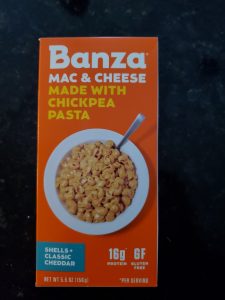 Banza
MAC & CHEESE
MADE WITH
CHICKPEA
PASTA
SHELLS +
CLASSIC
CHEDDAR
16g PROTEIN
GF GLUTEN FREE
NET WT 5.5 OZ (156g)
*PER SERVING